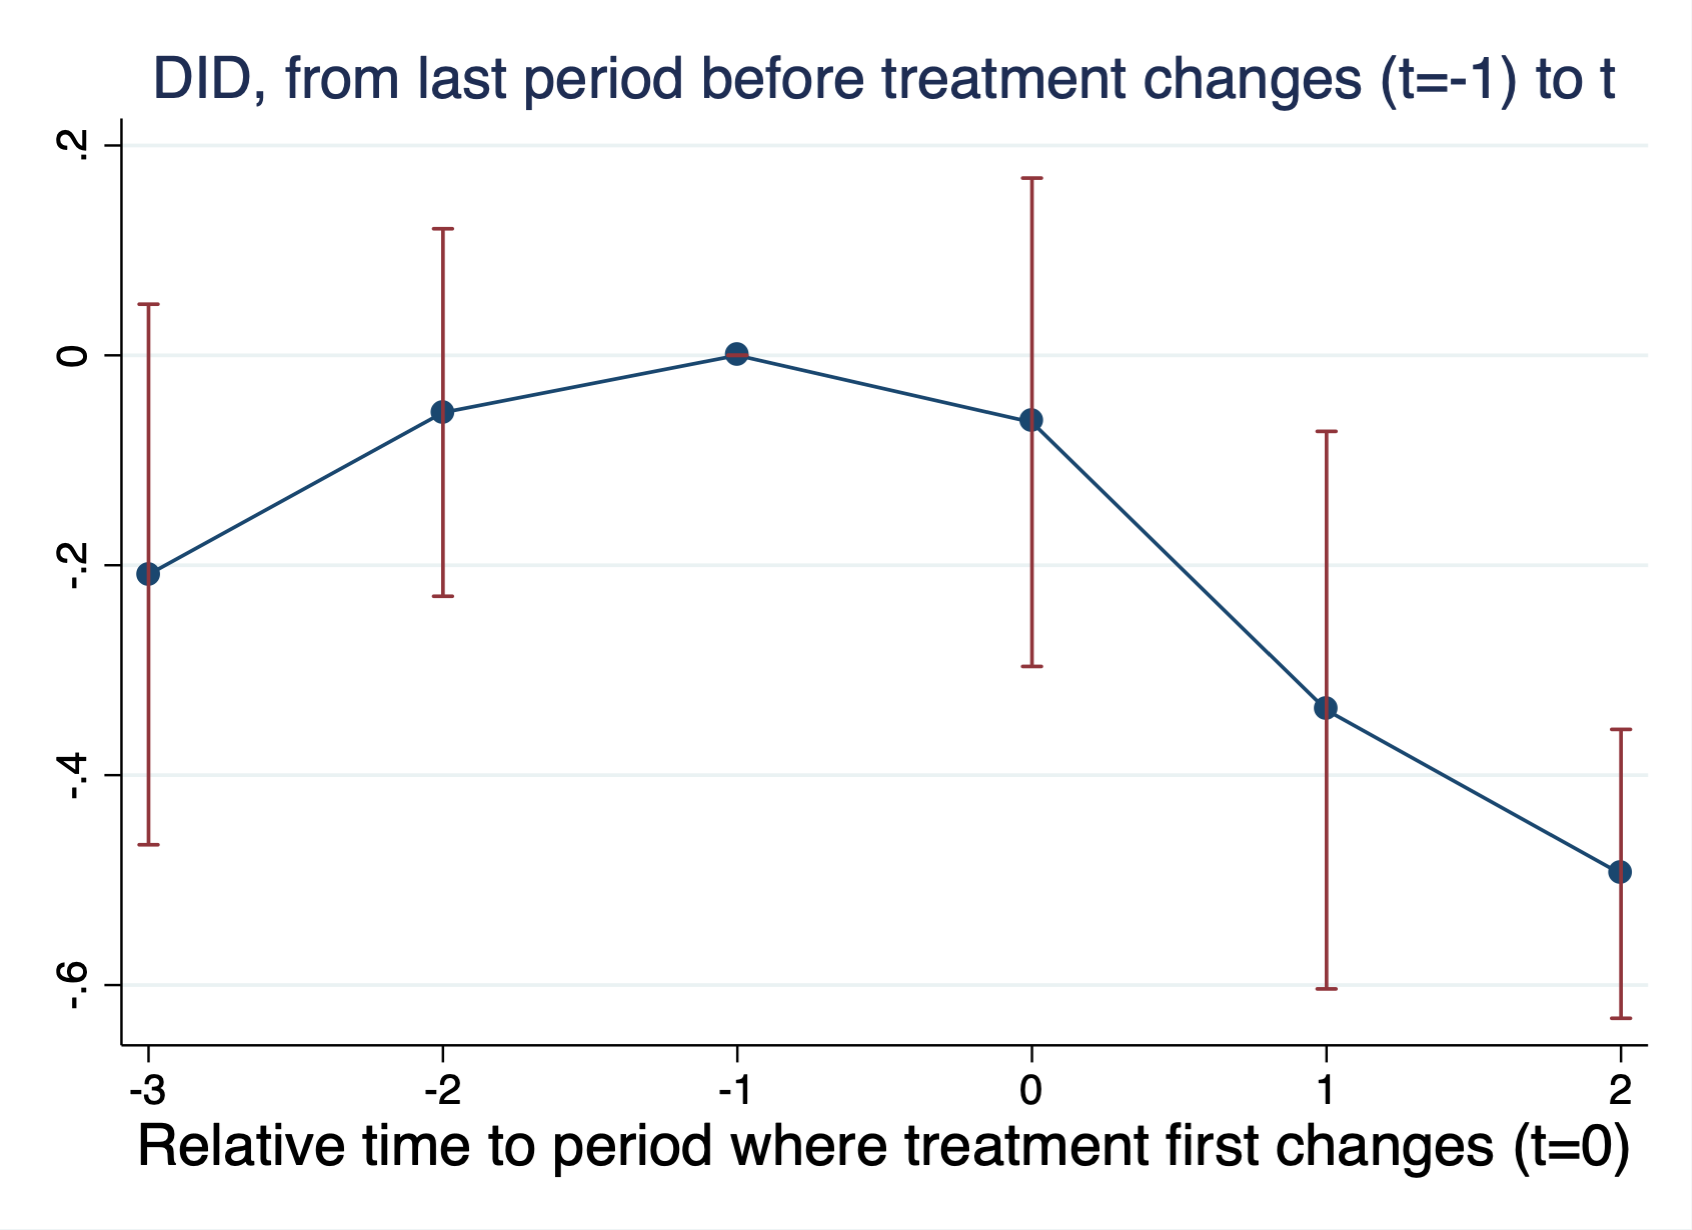 DID, from last period before treatment changes (t=-1) to t
.2
0
-.2
-.4
-.6
-3 -2 -1 0 1 2
Relative time to period where treatment first changes (t=0)